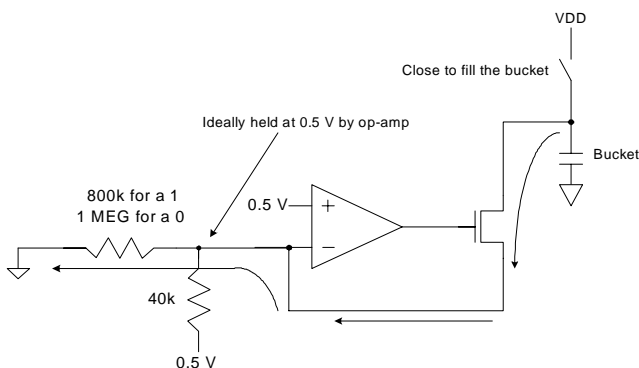 VDD
Close to fill the bucket
Ideally held at 0.5 V by op-amp
Bucket
800k for a 1
1 MEG for a 0
0.5 V
+
−
40k
0.5 V